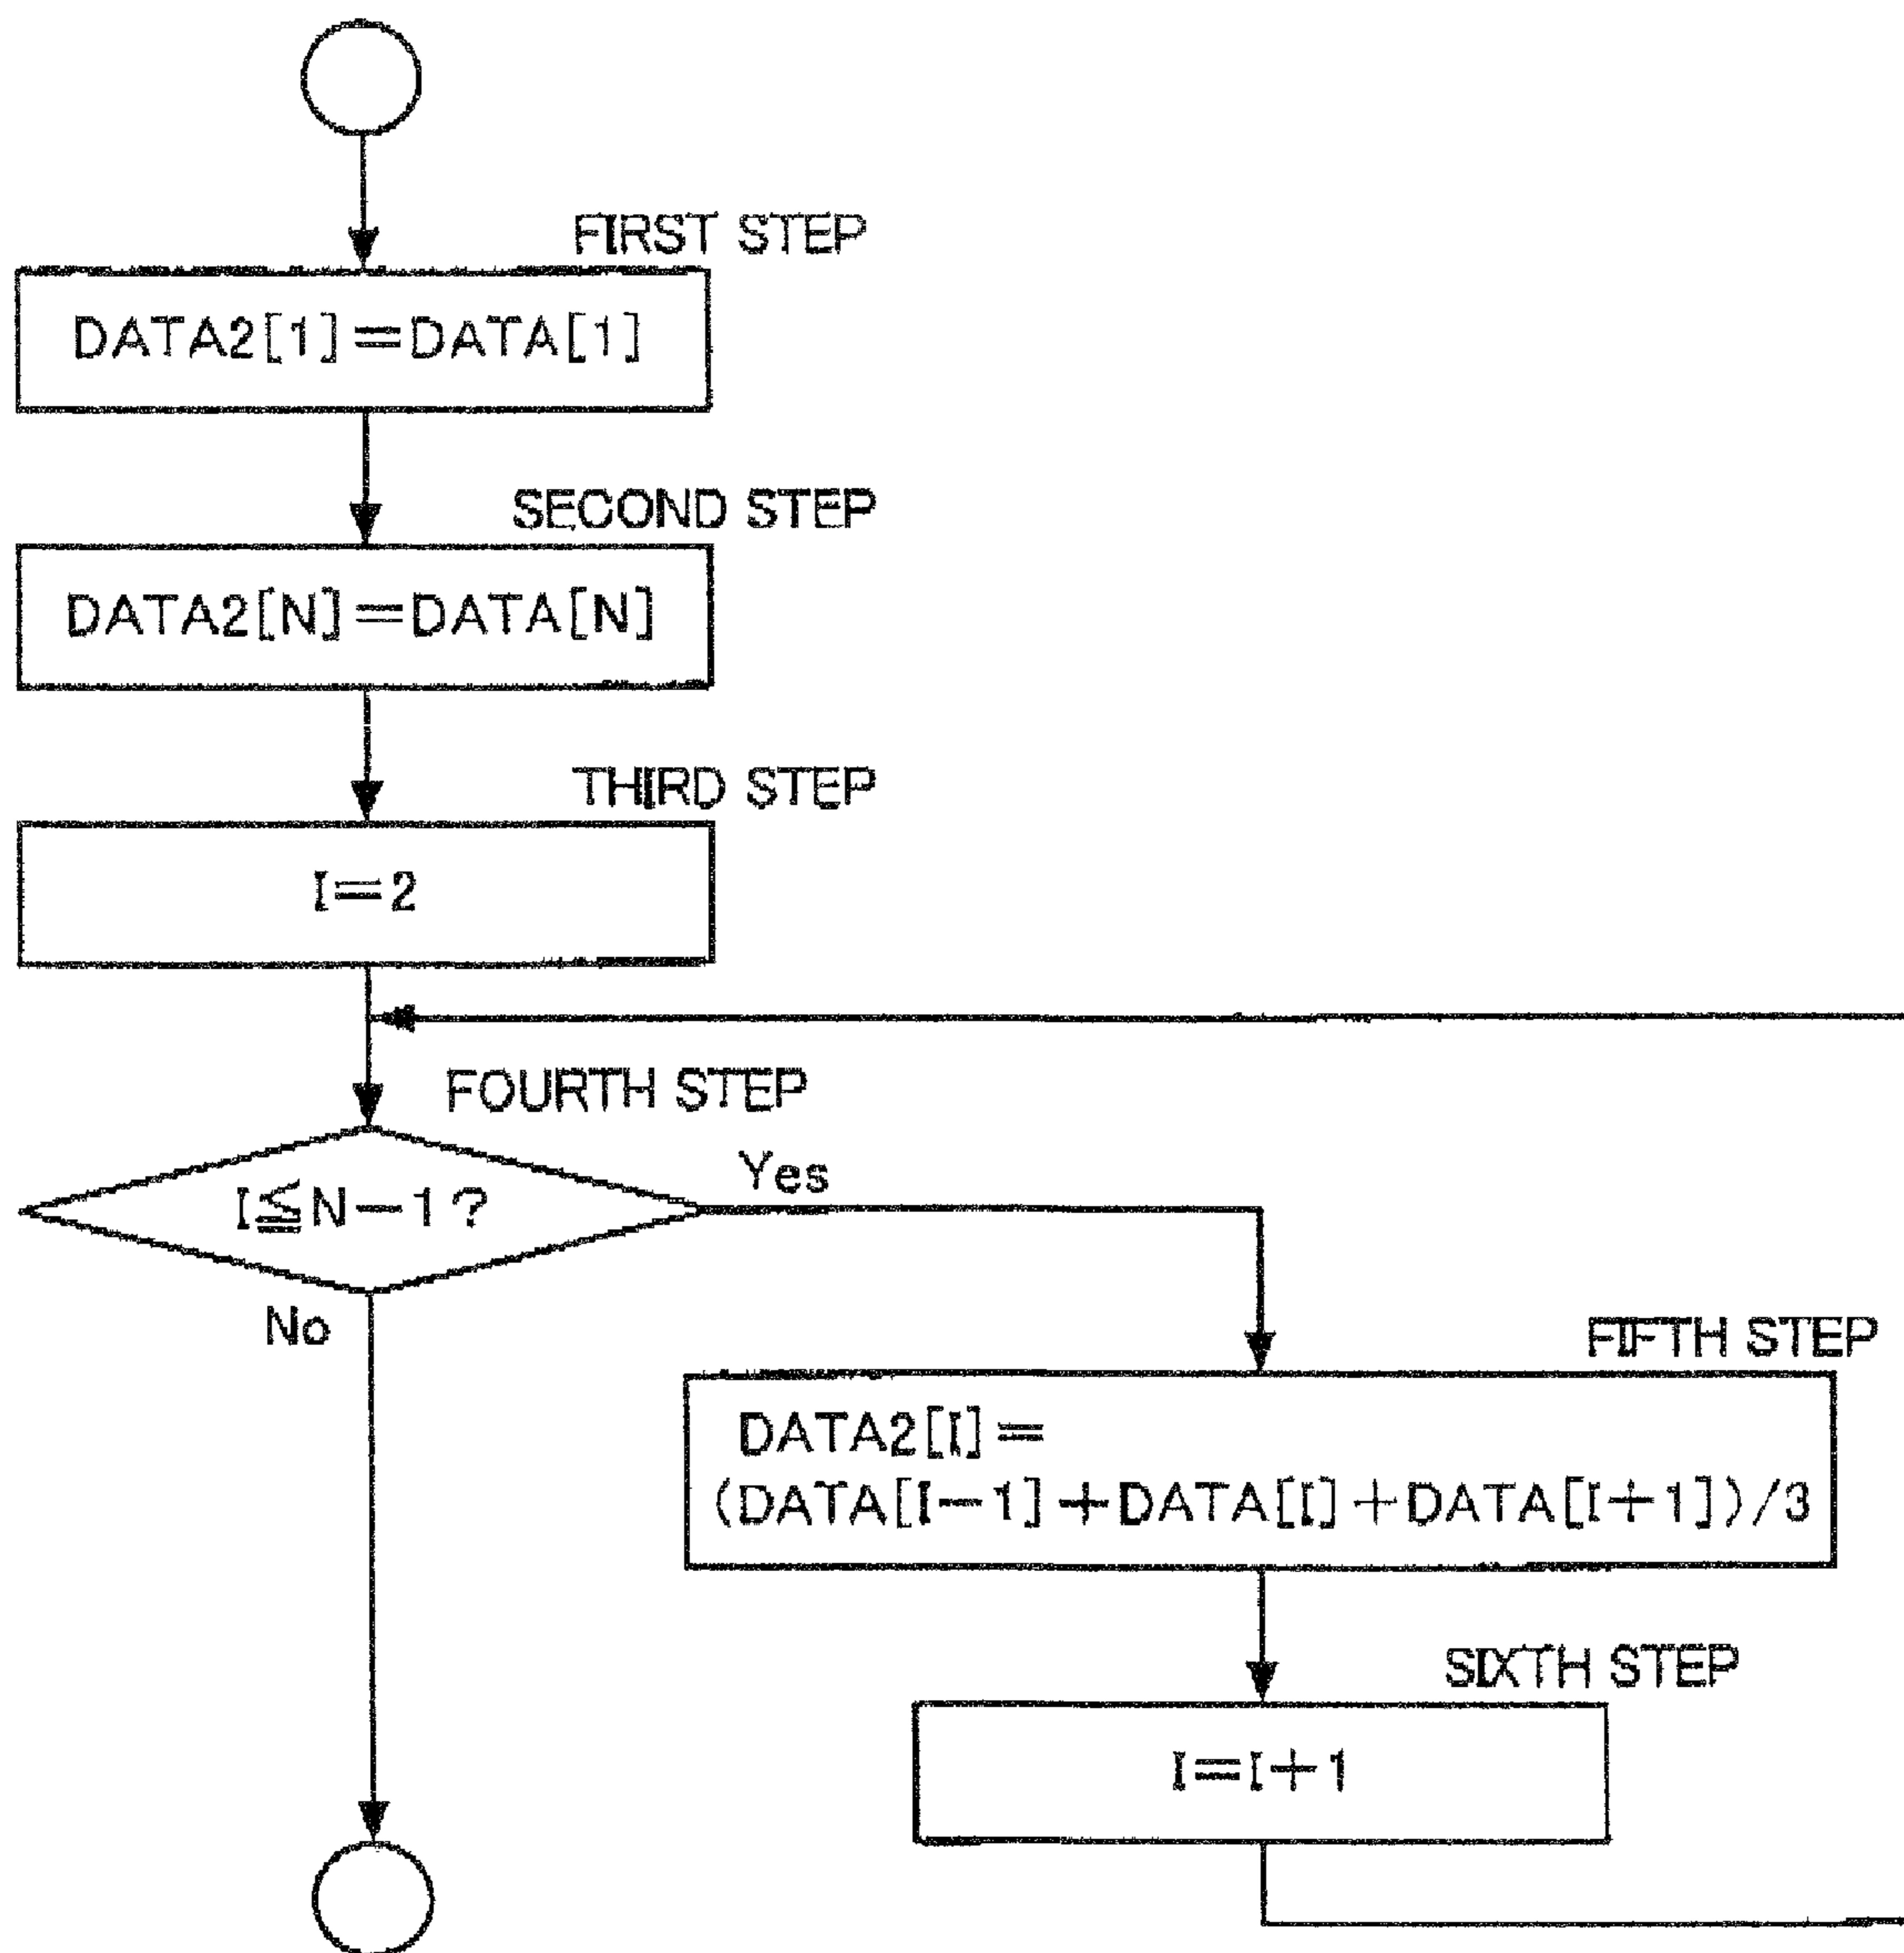 FIRST STEP
DATA2[1]=DATA[1]
SECOND STEP
DATA2[N]=DATA[N]
THIRD STEP
I=2
FOURTH STEP
I≦N-1?
Yes
No
FIFTH STEP
DATA2[I]=
(DATA[I-1]+DATA[I]+DATA[I+1])/3
SIXTH STEP
I=I+1